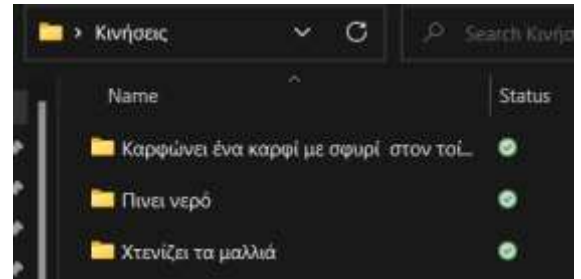 Κινήσεις
Search Κινήσ
Name Status
Καρφώνει ένα καρφί με σφυρί στον τοί...
Πινει νερό
Χτενίζει τα μαλλιά